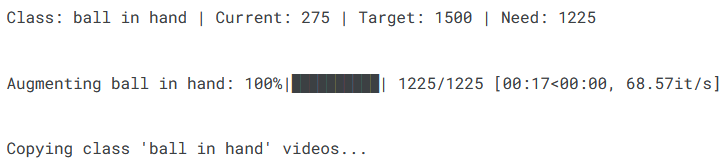 Class: ball in hand | Current: 275 | Target: 1500 | Need: 1225
Augmenting ball in hand: 100%|██████████| 1225/1225 [00:17<00:00, 68.57it/s]
Copying class 'ball in hand' videos...